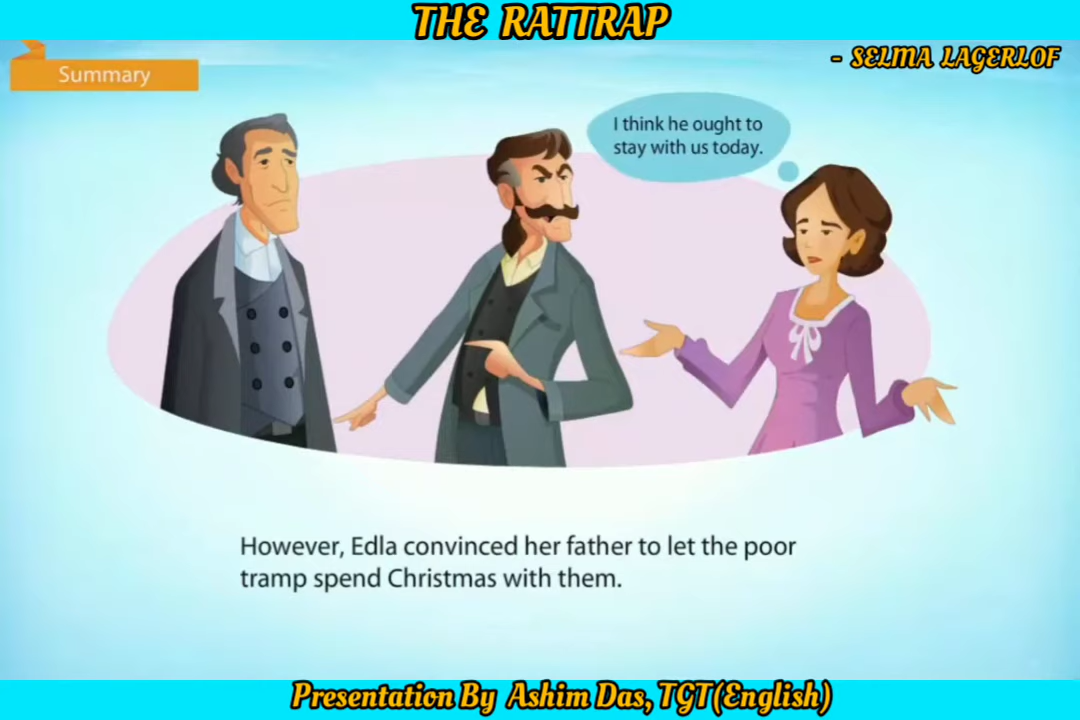 THE RATTRAP
- SELMA LAGERLOF
Summary
I think he ought to
stay with us today.
However, Edla convinced her father to let the poor
tramp spend Christmas with them.
Presentation By Ashim Das, TGT(English)